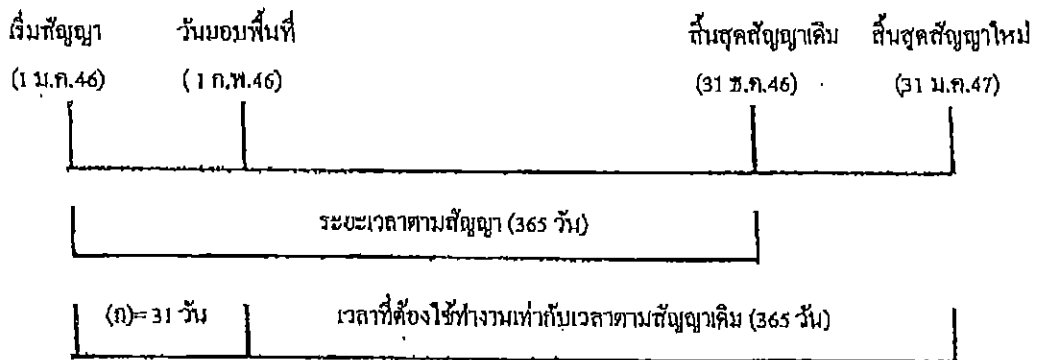 เริ่มสัญญา วันมอบพื้นที่ สิ้นสุดสัญญาเดิม สิ้นสุดสัญญาใหม่
(1 ม.ค.46) (1 ก.พ.46) (31 ธ.ค.46) (31 ม.ค.47)
ระยะเวลาตามสัญญา (365 วัน)
(ก)= 31 วัน เวลาที่ต้องใช้ทำงานเท่ากับเวลาตามสัญญาเดิม (365 วัน)